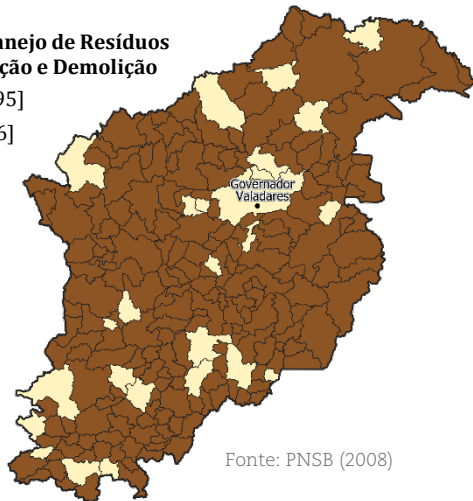 anejo de Resíduos
ção e Demolição
95]
6]
Governador
Valadares
Fonte: PNSB (2008)